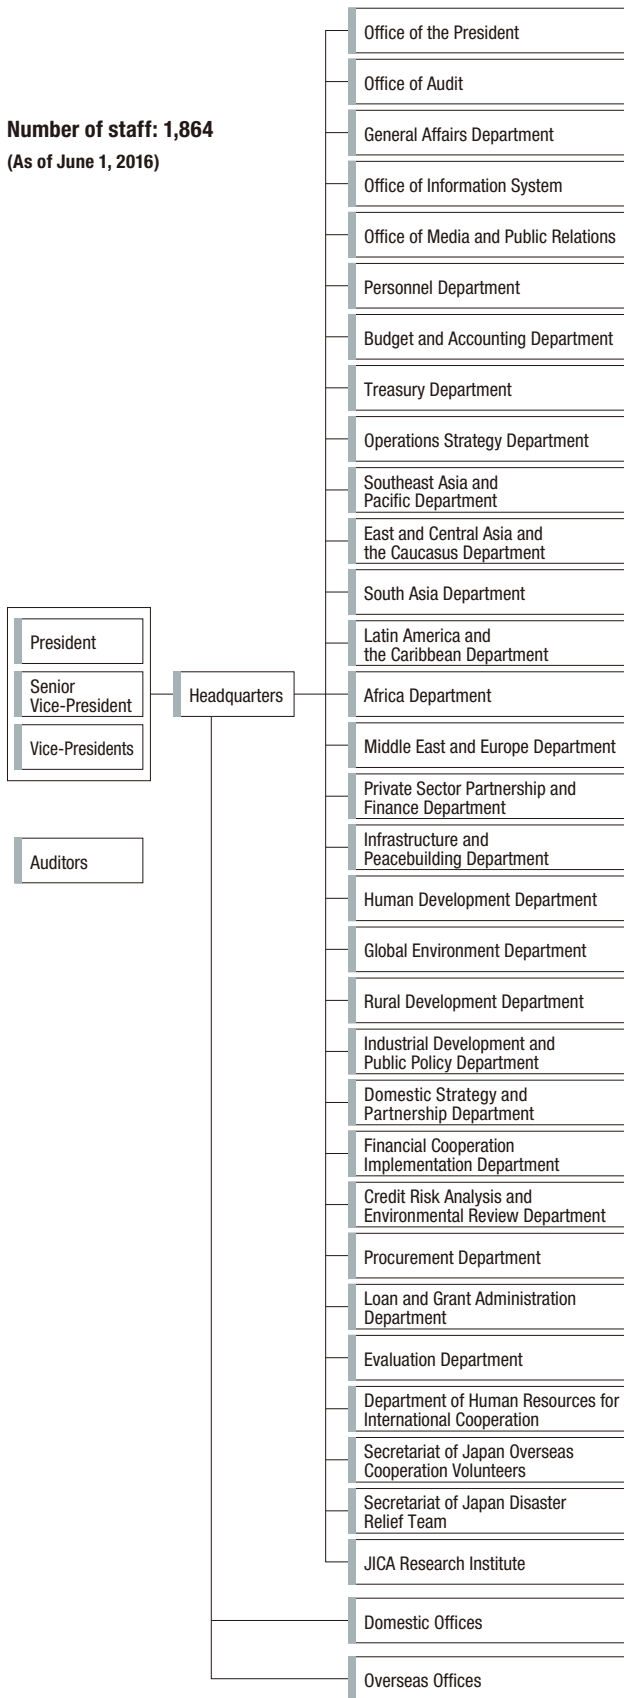 Number of staff: 1,864
(As of June 1, 2016)
President
Senior
Vice-President
Vice-Presidents
Auditors
Headquarters
Office of the President
Office of Audit
General Affairs Department
Office of Information System
Office of Media and Public Relations
Personnel Department
Budget and Accounting Department
Treasury Department
Operations Strategy Department
Southeast Asia and
Pacific Department
East and Central Asia and
the Caucasus Department
South Asia Department
Latin America and
the Caribbean Department
Africa Department
Middle East and Europe Department
Private Sector Partnership and
Finance Department
Infrastructure and
Peacebuilding Department
Human Development Department
Global Environment Department
Rural Development Department
Industrial Development and
Public Policy Department
Domestic Strategy and
Partnership Department
Financial Cooperation
Implementation Department
Credit Risk Analysis and
Environmental Review Department
Procurement Department
Loan and Grant Administration
Department
Evaluation Department
Department of Human Resources for
International Cooperation
Secretariat of Japan Overseas
Cooperation Volunteers
Secretariat of Japan Disaster
Relief Team
JICA Research Institute
Domestic Offices
Overseas Offices